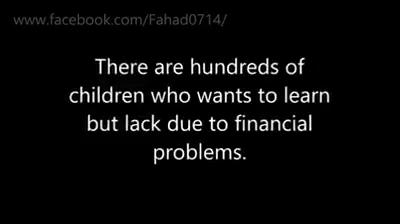 www.facebook.com/Fahad0714/
There are hundreds of
children who wants to learn
but lack due to financial
problems.